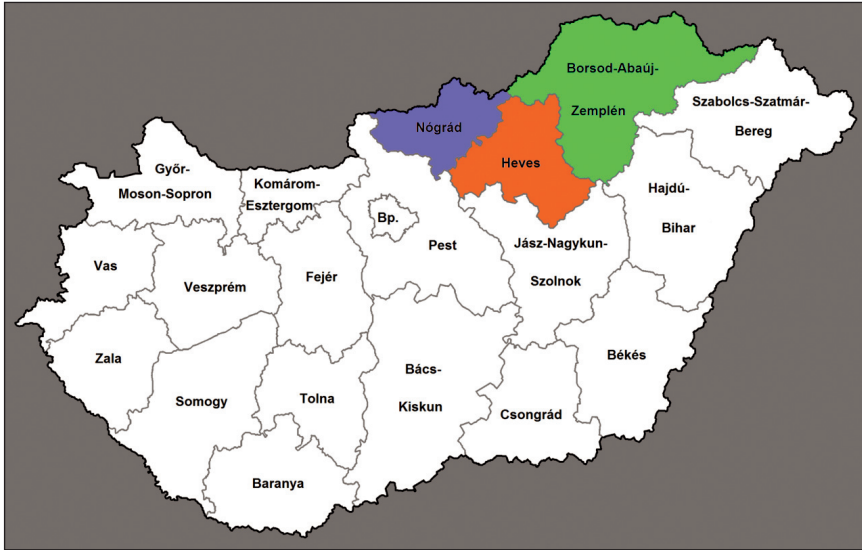 Borsod-Abaúj-
Zemplén
Szabolcs-Szatmár-
Bereg
Nógrád
Heves
Győr-
Moson-Sopron
Komárom-
Esztergom
Hajdú-
Bihar
Bp.
Pest
Jász-Nagykun-
Szolnok
Vas
Veszprém
Fejér
Zala
Somogy
Tolna
Bács-
Kiskun
Békés
Csongrád
Baranya